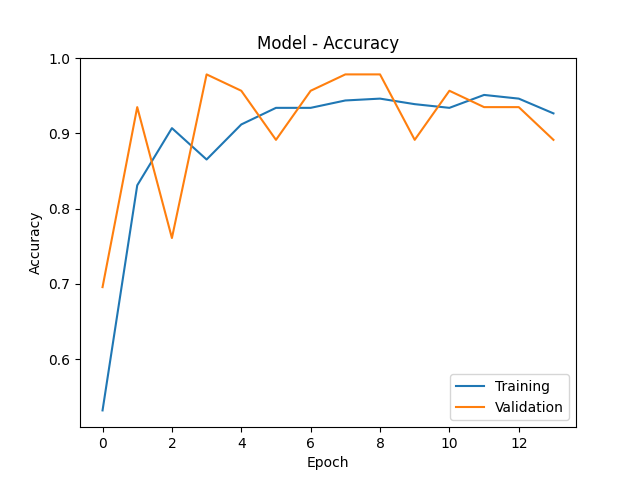 Model - Accuracy
1.0
0.9
0.8
0.7
0.6
Accuracy
0 2 4 6 8 10 12
Epoch
Training
Validation